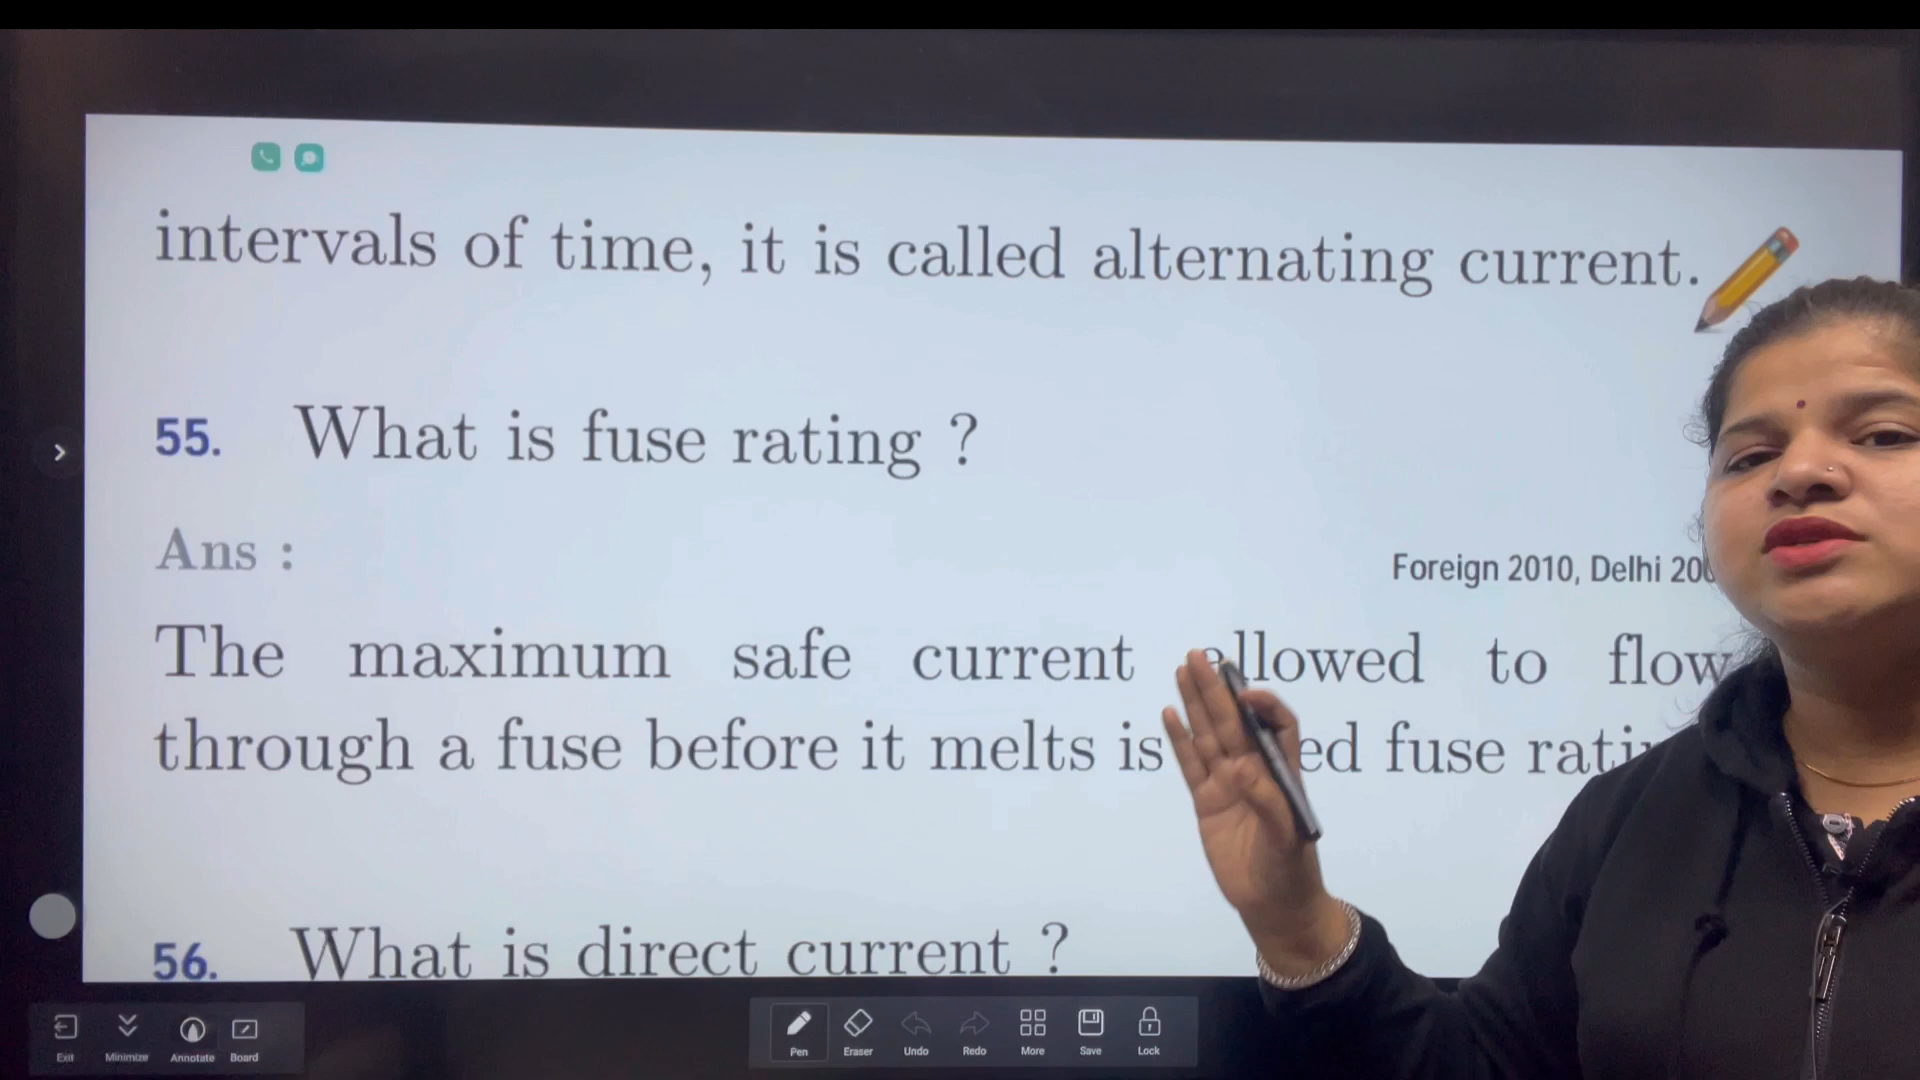 intervals of time, it is called alternating current.
55. What is fuse rating ?
Ans :
Foreign 2010, Delhi
The maximum safe current allowed to flow
through a fuse before it melts is fuse
56. What is direct current ?
Exit Minimize Annotate Board
Pen Eraser Undo Redo More Save Lock